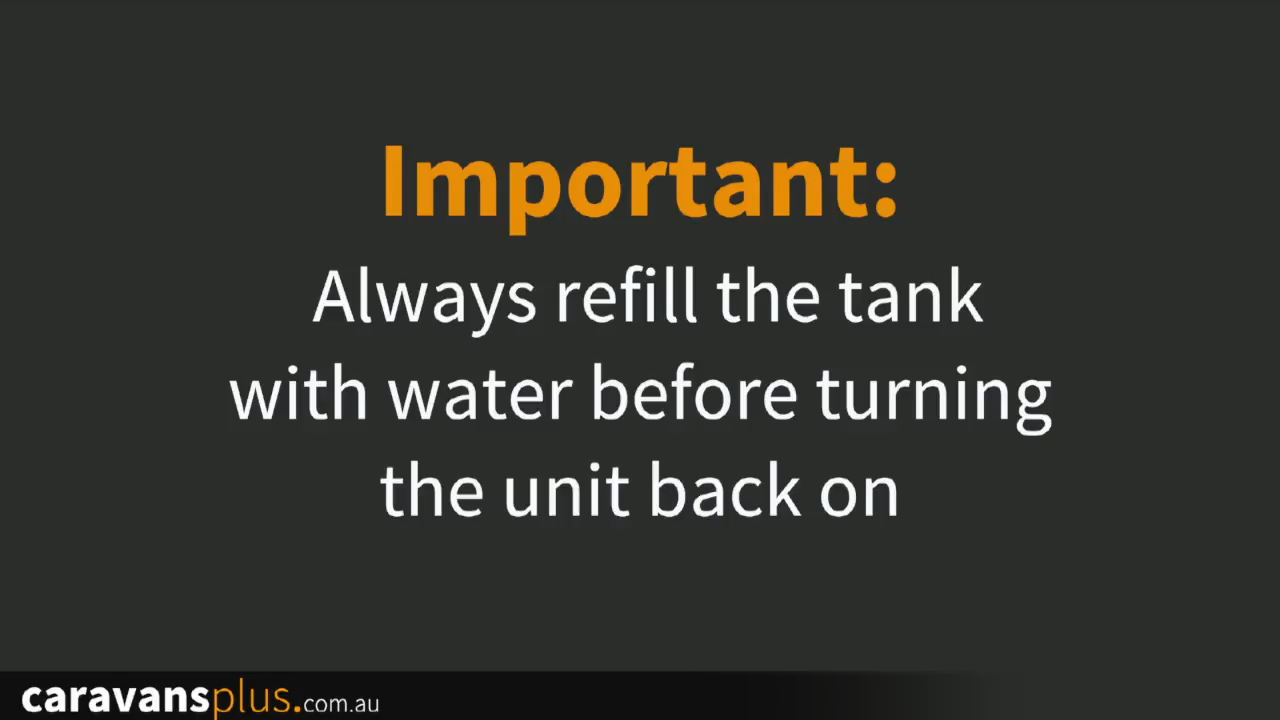 Important:
Always refill the tank
with water before turning
the unit back on
caravansplus.com.au